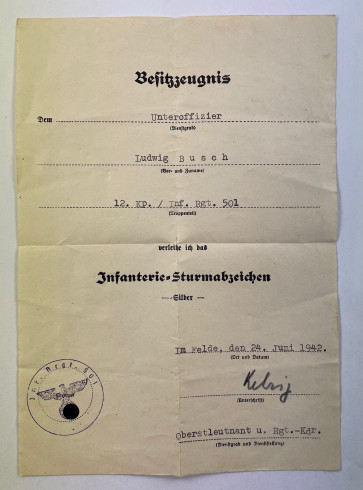 Besitzzeugnis
Dem Unteroffizier
(Dienstgrad)
Ludwig Busch
(Vor- und Zuname)
12. Kp. / Inf. Rgt. 501
(Truppenteil)
verleihe ich das
Infanterie-Sturmabzeichen
— Silber —
Im Felde, den 24. Juni 1942.
(Ort und Datum)
(Unterschrift)
Oberstleutnant u. Rgt.-Kdr.
(Dienstgrad und Dienststellung)